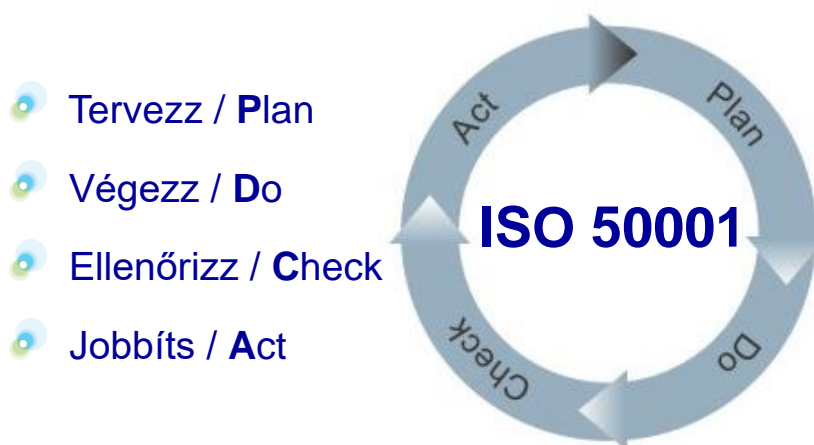 Tervezz / Plan
Végezz / Do
Ellenőrizz / Check
Jobbíts / Act
Act
Plan
ISO 50001
Check
Do